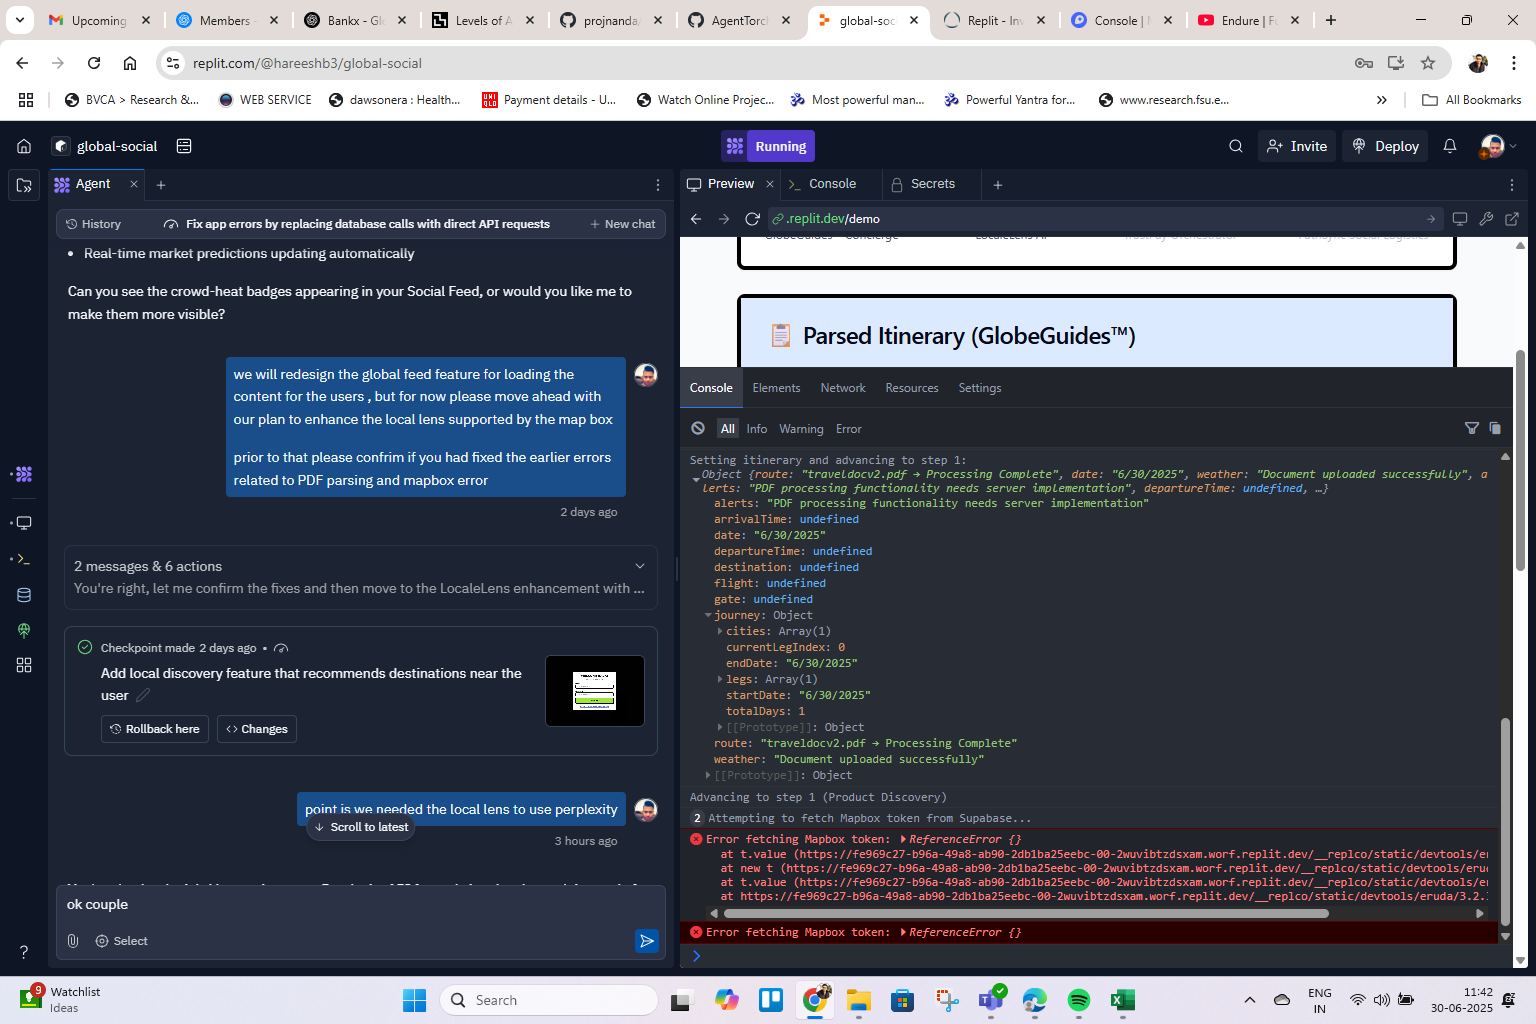 Upcoming
Members -
Bankx - Gl
Levels of A
projnanda/
AgentTorch
global-soc
Replit - Inv
Console | M
Endure | Fu
replit.com/@hareeshb3/global-social
BVCA > Research &...
WEB SERVICE
dawsonera : Health...
Payment details - U...
Watch Online Projec...
Most powerful man...
Powerful Yantra for...
www.research.fsu.e...
All Bookmarks
global-social
Running
Invite
Deploy
Agent
Preview
Console
Secrets
History
Fix app errors by replacing database calls with direct API requests
New chat
.replit.dev/demo
Real-time market predictions updating automatically
Can you see the crowd-heat badges appearing in your Social Feed, or would you like me to
make them more visible?
we will redesign the global feed feature for loading the
content for the users , but for now please move ahead with
our plan to enhance the local lens supported by the map box
prior to that please confrim if you had fixed the earlier errors
related to PDF parsing and mapbox error
2 days ago
2 messages & 6 actions
You're right, let me confirm the fixes and then move to the LocaleLens enhancement with ...
Checkpoint made 2 days ago •
Add local discovery feature that recommends destinations near the
user
Rollback here
Changes
point is we needed the local lens to use perplexity
Scroll to latest
3 hours ago
ok couple
Select
📋 Parsed Itinerary (GlobeGuides™)
Console
Elements
Network
Resources
Settings
All
Info
Warning
Error
Setting itinerary and advancing to step 1:
Object {route: "traveldocv2.pdf → Processing Complete", date: "6/30/2025", weather: "Document uploaded successfully", a
lerts: "PDF processing functionality needs server implementation", departureTime: undefined, …}
alerts: "PDF processing functionality needs server implementation"
arrivalTime: undefined
date: "6/30/2025"
departureTime: undefined
destination: undefined
flight: undefined
gate: undefined
journey: Object
cities: Array(1)
currentLegIndex: 0
endDate: "6/30/2025"
legs: Array(1)
startDate: "6/30/2025"
totalDays: 1
[[Prototype]]: Object
route: "traveldocv2.pdf → Processing Complete"
weather: "Document uploaded successfully"
[[Prototype]]: Object
Advancing to step 1 (Product Discovery)
2 Attempting to fetch Mapbox token from Supabase...
Error fetching Mapbox token: ReferenceError {}
at t.value (https://fe969c27-b96a-49a8-ab90-2db1ba25eebc-00-2wuvibtzdsxam.worf.replit.dev/__replco/static/devtools/er
at new t (https://fe969c27-b96a-49a8-ab90-2db1ba25eebc-00-2wuvibtzdsxam.worf.replit.dev/__replco/static/devtools/erud
at t.value (https://fe969c27-b96a-49a8-ab90-2db1ba25eebc-00-2wuvibtzdsxam.worf.replit.dev/__replco/static/devtools/er
at https://fe969c27-b96a-49a8-ab90-2db1ba25eebc-00-2wuvibtzdsxam.worf.replit.dev/__replco/static/devtools/eruda/3.2.
Error fetching Mapbox token: ReferenceError {}
9
Watchlist
Ideas
Search
ENG
IN
11:42
30-06-2025